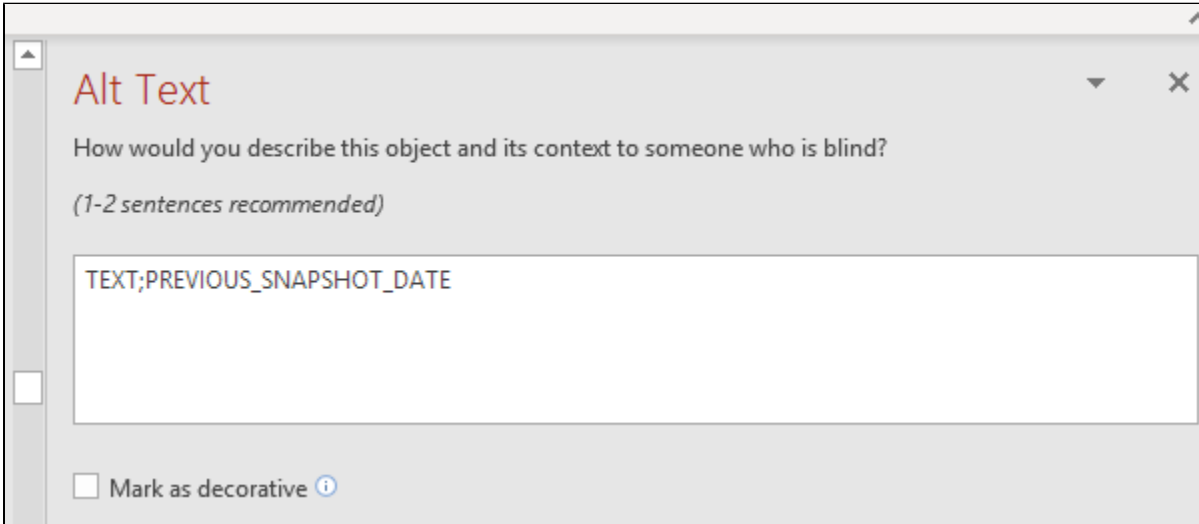 Alt Text
How would you describe this object and its context to someone who is blind?
(1-2 sentences recommended)
TEXT;PREVIOUS_SNAPSHOT_DATE
Mark as decorative